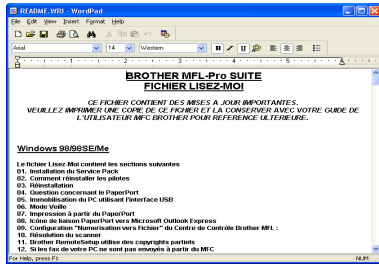 README.WRI - WordPad
File Edit View Insert Format Help
Arial 14 Western
BROTHER MFL-Pro SUITE
FICHIER LISEZ-MOI
CE FICHIER CONTIENT DES MISES A JOUR IMPORTANTES.
VEUILLEZ IMPRIMER UNE COPIE DE CE FICHIER ET LA CONSERVER AVEC VOTRE GUIDE DE
L'UTILISATEUR MFC BROTHER POUR REFERENCE ULTERIEURE.
Windows 98/98SE/Me
Le fichier Lisez-Moi contient les sections suivantes
01. Installation du Service Pack
02. Comment réinstaller les pilotes
03. Réinstallation
04. Question concernant le PaperPort
05. Immobilisation du PC utilisant l'interface USB
06. Mode Veille
07. Impression à partir du PaperPort
08. Icône de liaison PaperPort vers Microsoft Outlook Express
09. Configuration "Numérisation vers Fichier" du Centre de Contrôle Brother MFL :
10. Résolution du scanner
11. Brother RemoteSetup utilise des copyrights partiels
12. Si les fax de votre PC ne sont pas envoyés à partir du MFC
For Help, press F1 NUM